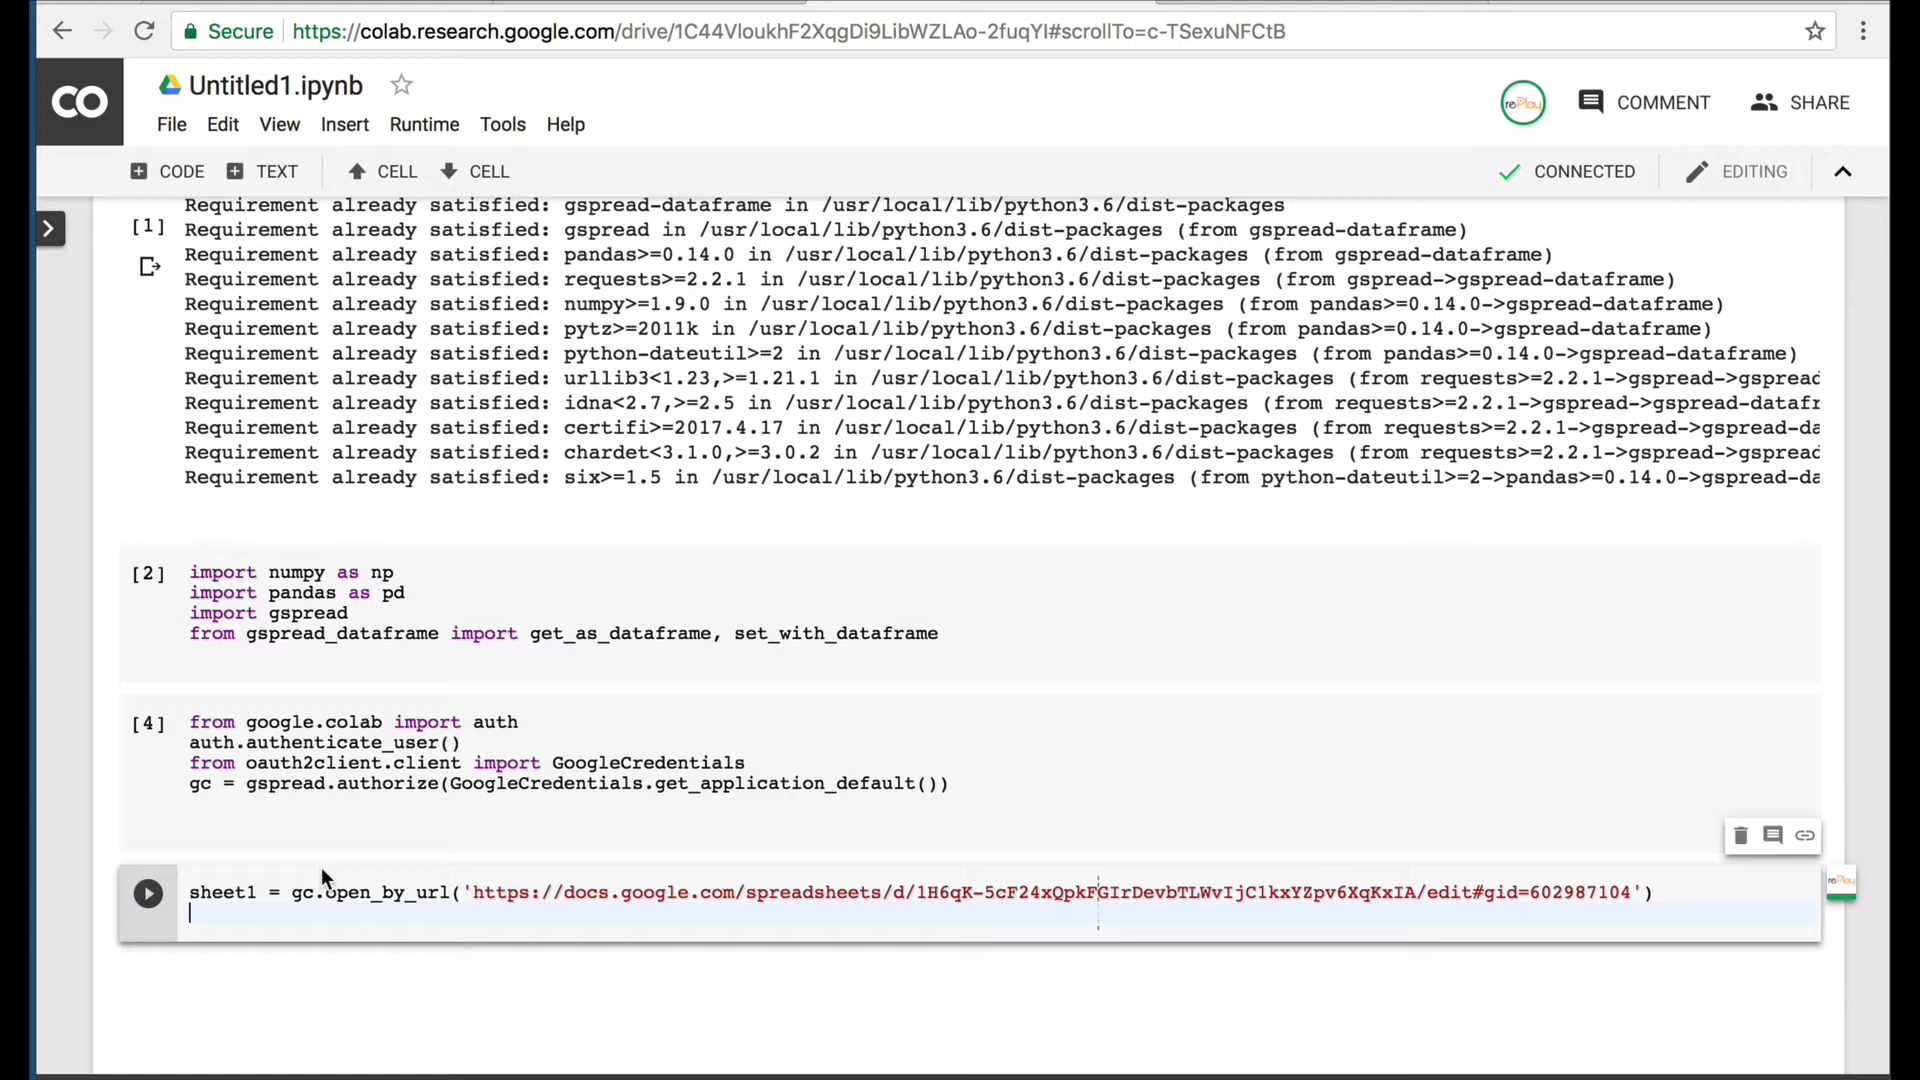 Secure https://colab.research.google.com/drive/1C44VloukhF2XqgDi9LibWZLAo-2fuqYI#scrollTo=c-TSexuNFCtB
CO
Untitled1.ipynb
rePlay
COMMENT
SHARE
File Edit View Insert Runtime Tools Help
CODE TEXT CELL CELL
CONNECTED
EDITING
Requirement already satisfied: gspread-dataframe in /usr/local/lib/python3.6/dist-packages
[1] Requirement already satisfied: gspread in /usr/local/lib/python3.6/dist-packages (from gspread-dataframe)
Requirement already satisfied: pandas>=0.14.0 in /usr/local/lib/python3.6/dist-packages (from gspread-dataframe)
Requirement already satisfied: requests>=2.2.1 in /usr/local/lib/python3.6/dist-packages (from gspread->gspread-dataframe)
Requirement already satisfied: numpy>=1.9.0 in /usr/local/lib/python3.6/dist-packages (from pandas>=0.14.0->gspread-dataframe)
Requirement already satisfied: pytz>=2011k in /usr/local/lib/python3.6/dist-packages (from pandas>=0.14.0->gspread-dataframe)
Requirement already satisfied: python-dateutil>=2 in /usr/local/lib/python3.6/dist-packages (from pandas>=0.14.0->gspread-dataframe)
Requirement already satisfied: urllib3<1.23,>=1.21.1 in /usr/local/lib/python3.6/dist-packages (from requests>=2.2.1->gspread->gspread
Requirement already satisfied: idna<2.7,>=2.5 in /usr/local/lib/python3.6/dist-packages (from requests>=2.2.1->gspread->gspread-datafr
Requirement already satisfied: certifi>=2017.4.17 in /usr/local/lib/python3.6/dist-packages (from requests>=2.2.1->gspread->gspread-da
Requirement already satisfied: chardet<3.1.0,>=3.0.2 in /usr/local/lib/python3.6/dist-packages (from requests>=2.2.1->gspread->gspread
Requirement already satisfied: six>=1.5 in /usr/local/lib/python3.6/dist-packages (from python-dateutil>=2->pandas>=0.14.0->gspread-da
[2] import numpy as np
import pandas as pd
import gspread
from gspread_dataframe import get_as_dataframe, set_with_dataframe
[4] from google.colab import auth
auth.authenticate_user()
from oauth2client.client import GoogleCredentials
gc = gspread.authorize(GoogleCredentials.get_application_default())
sheet1 = gc.open_by_url('https://docs.google.com/spreadsheets/d/1H6qK-5cF24xQpkFGIrDevbTLWvIjC1kxYZpv6XqKxIA/edit#gid=602987104')
rePlay